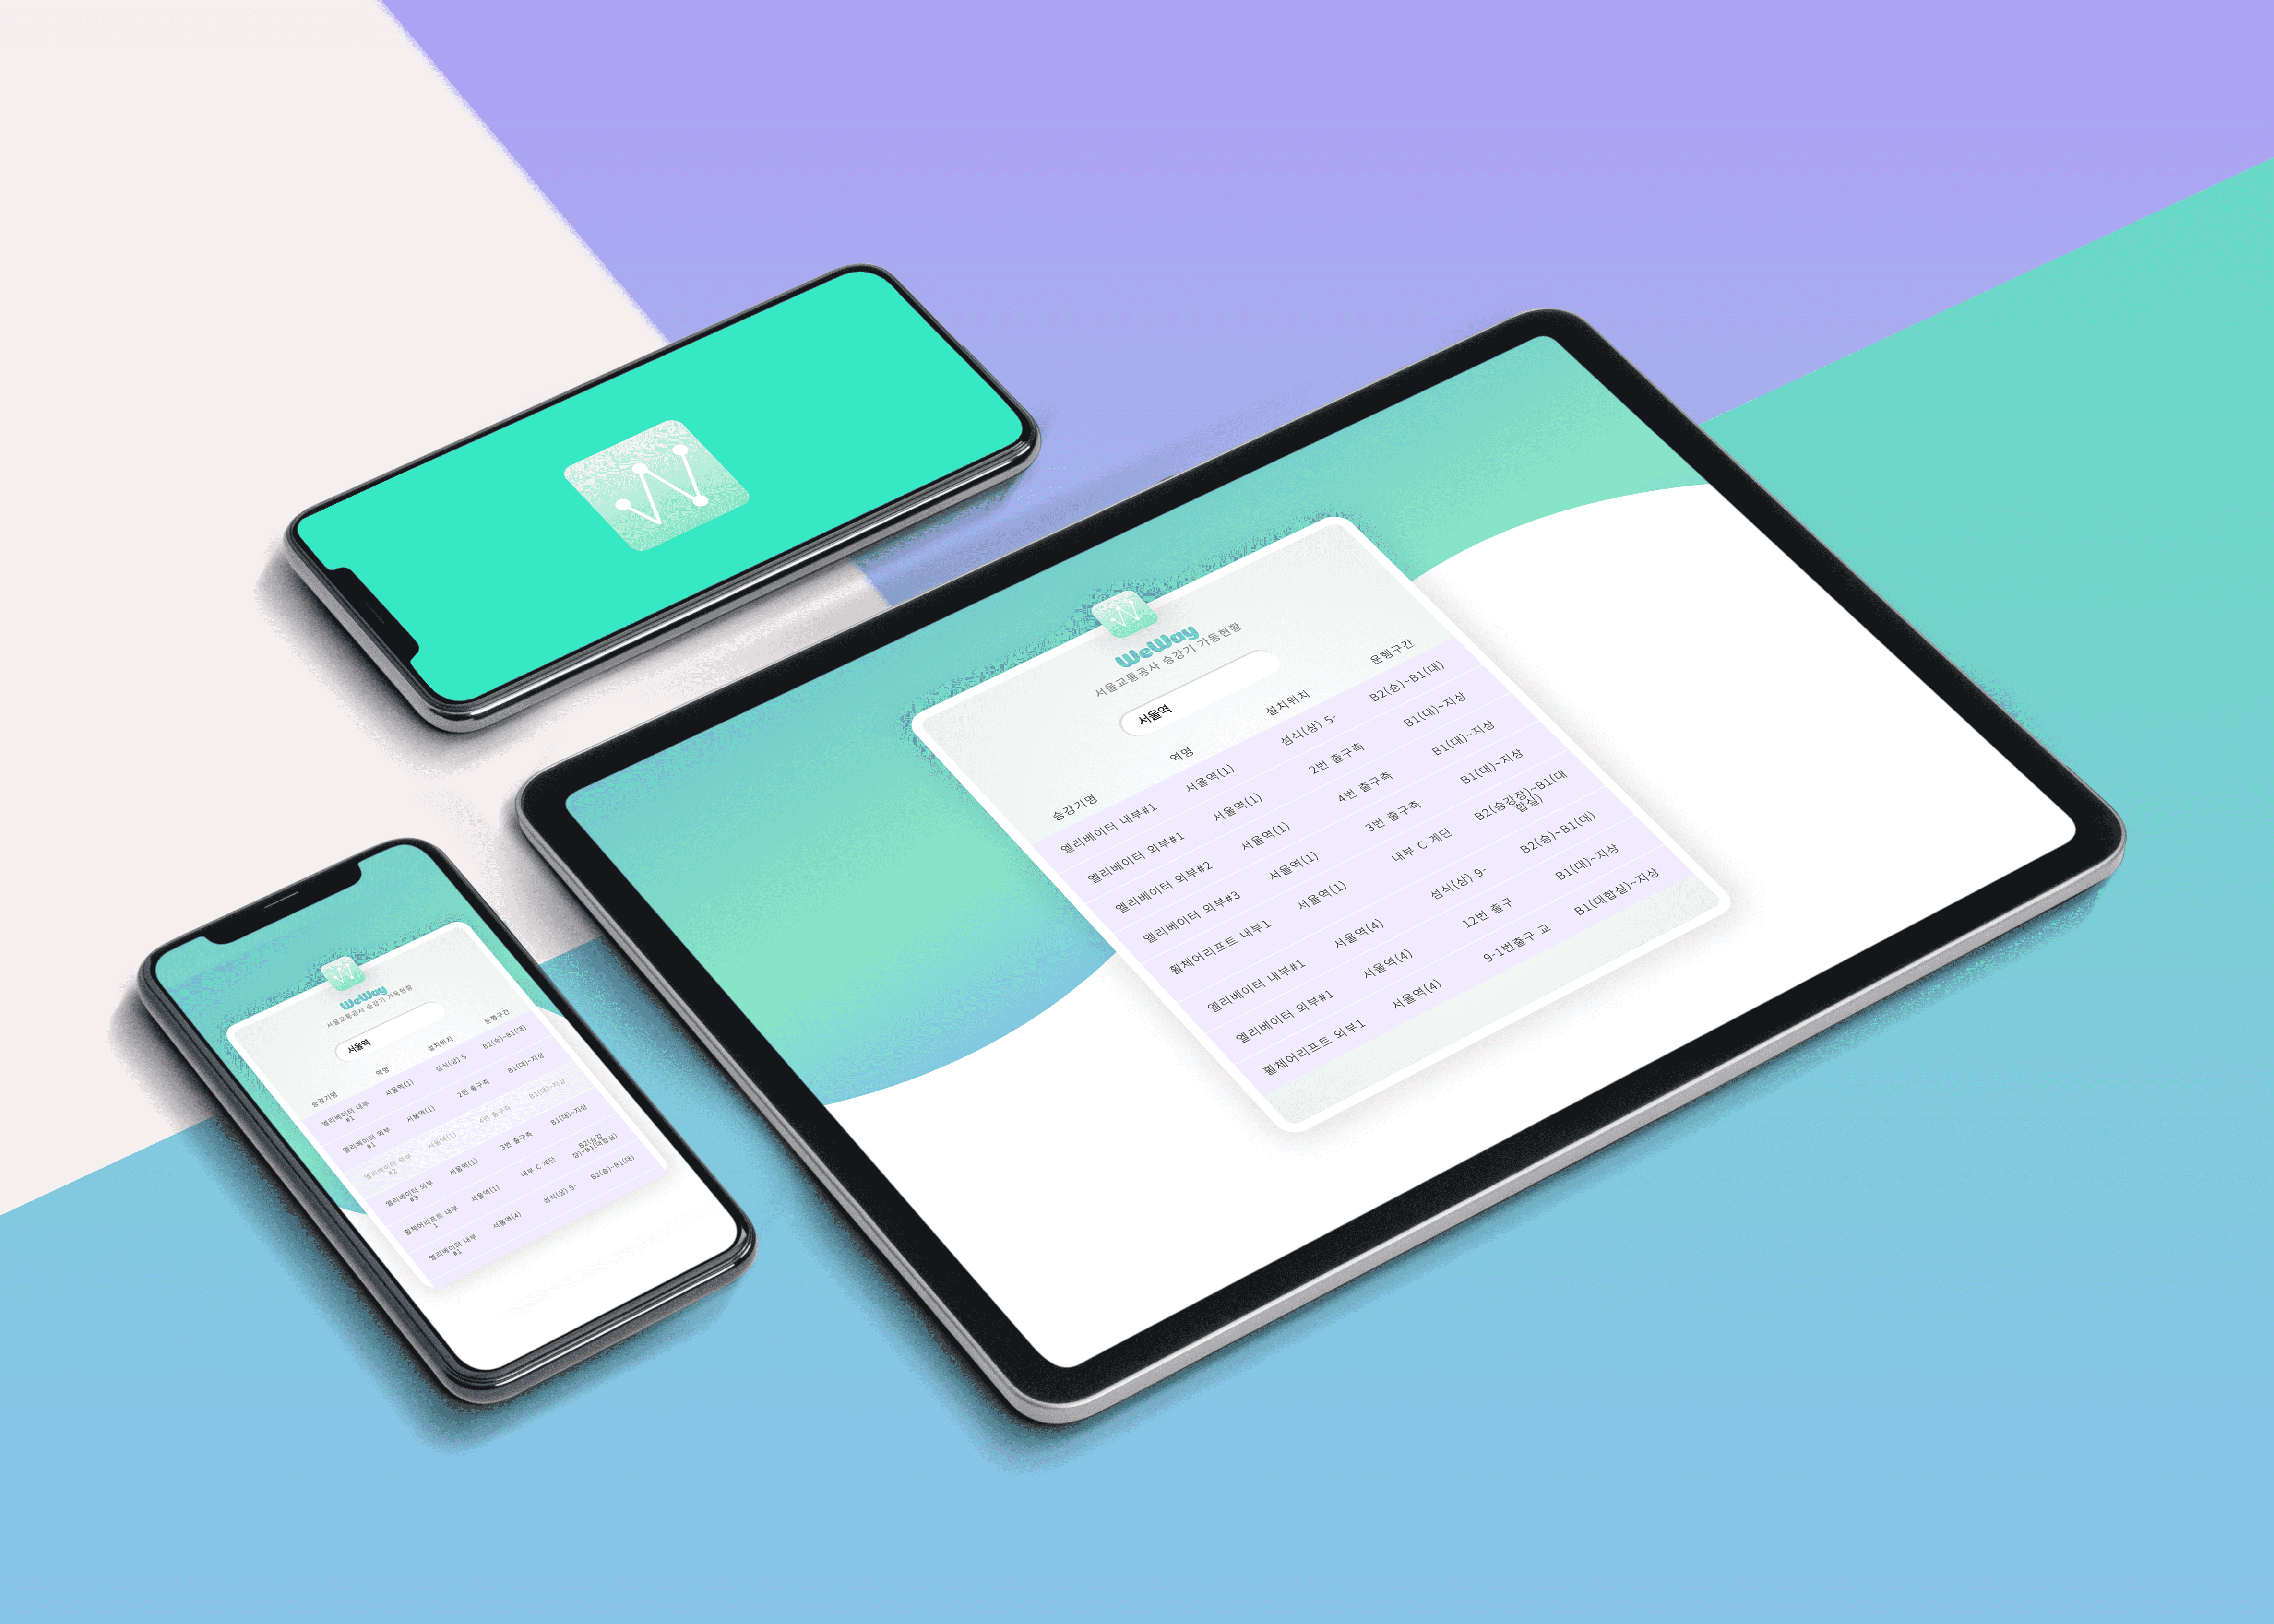 WeWay
서울교통공사 승강기 가동현황
서울역
승강기명 역명 설치위치 운행구간
엘리베이터 내부#1 서울역(1) 섬식(상) 5- B2(승)~B1(대)
엘리베이터 외부#1 서울역(1) 2번 출구측 B1(대)~지상
엘리베이터 외부#2 서울역(1) 4번 출구측 B1(대)~지상
엘리베이터 외부#3 서울역(1) 3번 출구측 B1(대)~지상
휠체어리프트 내부1 서울역(1) 내부 C 계단 B2(승강장)~B1(대
합실)
엘리베이터 내부#1 서울역(4) 섬식(상) 9- B2(승)~B1(대)
엘리베이터 외부#1 서울역(4) 12번 출구 B1(대)~지상
휠체어리프트 외부1 서울역(4) 9-1번출구 교 B1(대합실)~지상
WeWay
서울교통공사 승강기 가동현황
서울역
승강기명 역명 설치위치 운행구간
엘리베이터 내부 서울역(1) 섬식(상) 5- B2(승)~B1(대)
#1
엘리베이터 외부 서울역(1) 2번 출구측 B1(대)~지상
#1
엘리베이터 외부 서울역(1) 4번 출구측 B1(대)~지상
#2
엘리베이터 외부 서울역(1) 3번 출구측 B1(대)~지상
#3
휠체어리프트 내부 서울역(1) 내부 C 계단 B2(승강
1 장)~B1(대합실)
엘리베이터 내부 서울역(4) 섬식(상) 9- B2(승)~B1(대)
#1